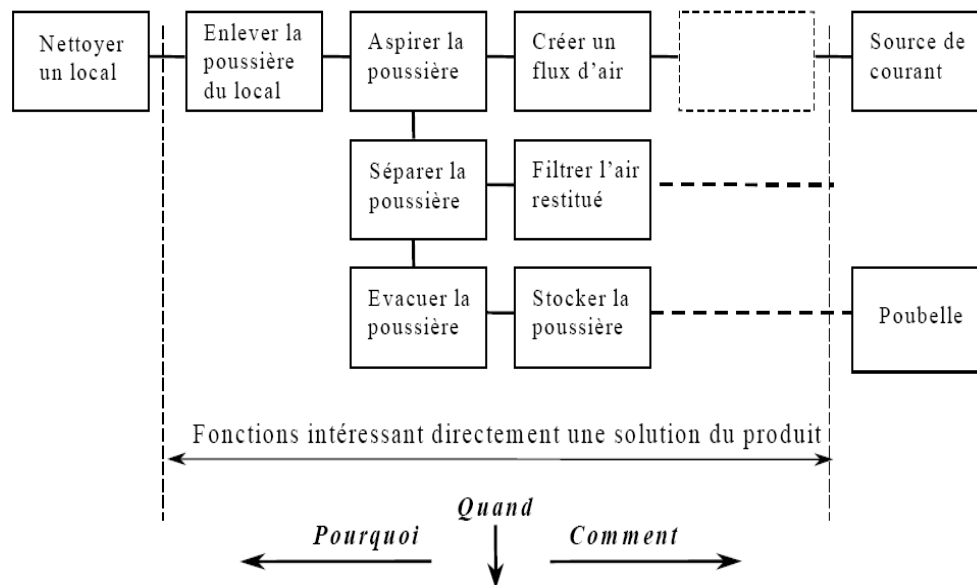 Nettoyer
un local
Enlever la
poussière
du local
Aspirer la
poussière
Créer un
flux d'air
Source de
courant
Séparer la
poussière
Filtrer l'air
restitué
Evacuer la
poussière
Stocker la
poussière
Poubelle
Fonctions intéressant directement une solution du produit
Quand
Pourquoi
Comment